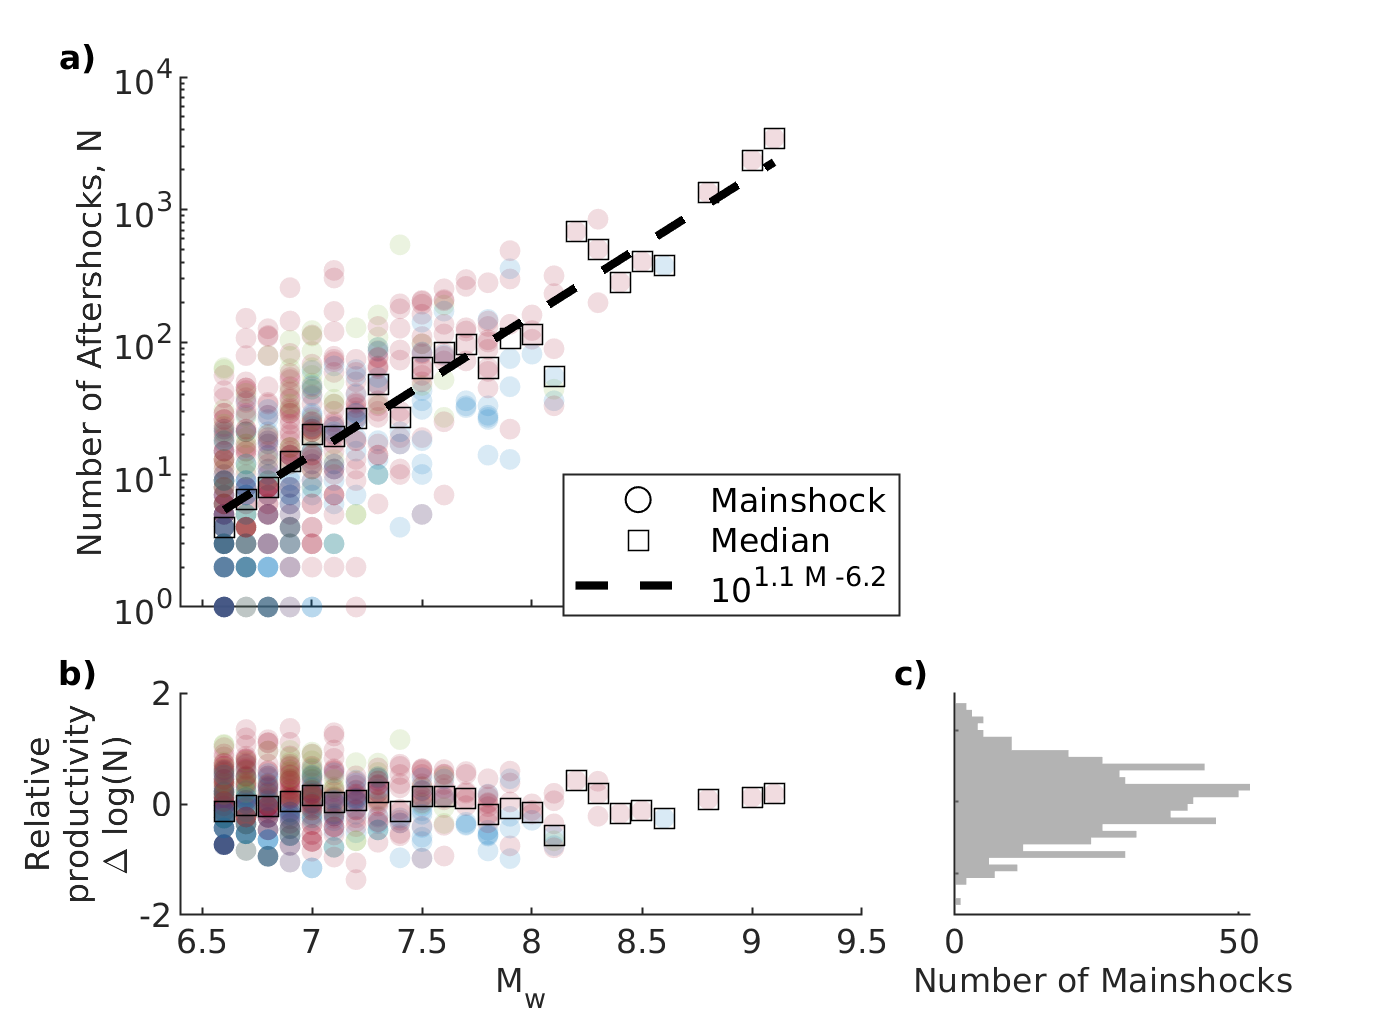 a)
10^4
10^3
10^2
10^1
10^0
Number of Aftershocks, N
Mainshock
Median
10^{1.1 M -6.2}
b)
2
0
-2
Relative
productivity
Δ log(N)
6.5 7 7.5 8 8.5 9 9.5
M_w
c)
0 50
Number of Mainshocks